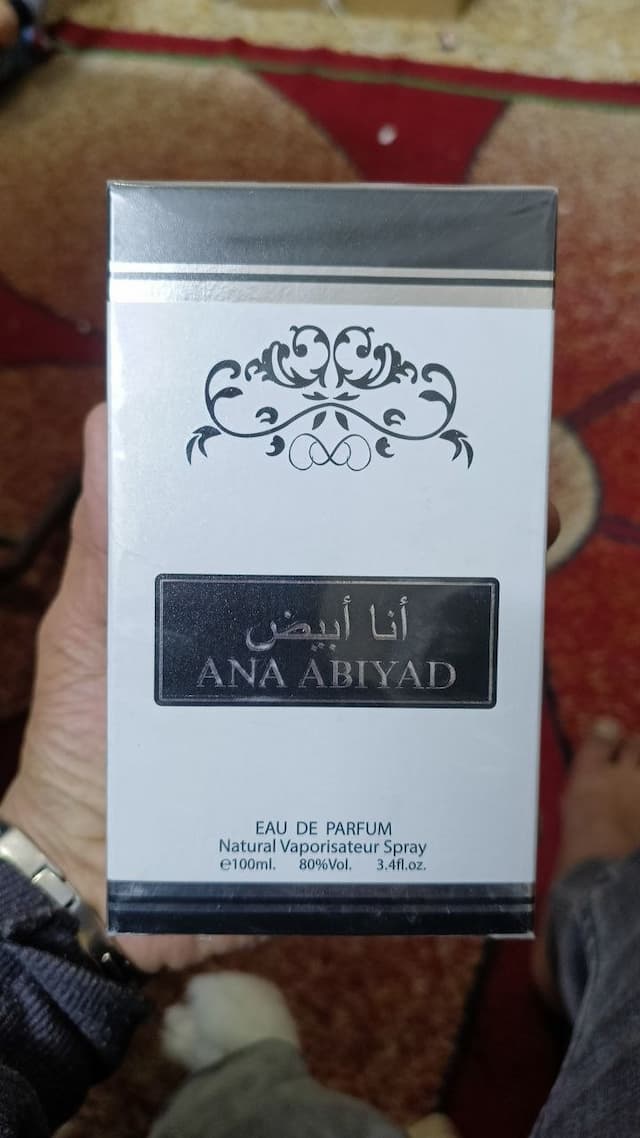 أنا أبيض
ANA ABIYAD
EAU DE PARFUM
Natural Vaporisateur Spray
℮100ml. 80%Vol. 3.4fl.oz.